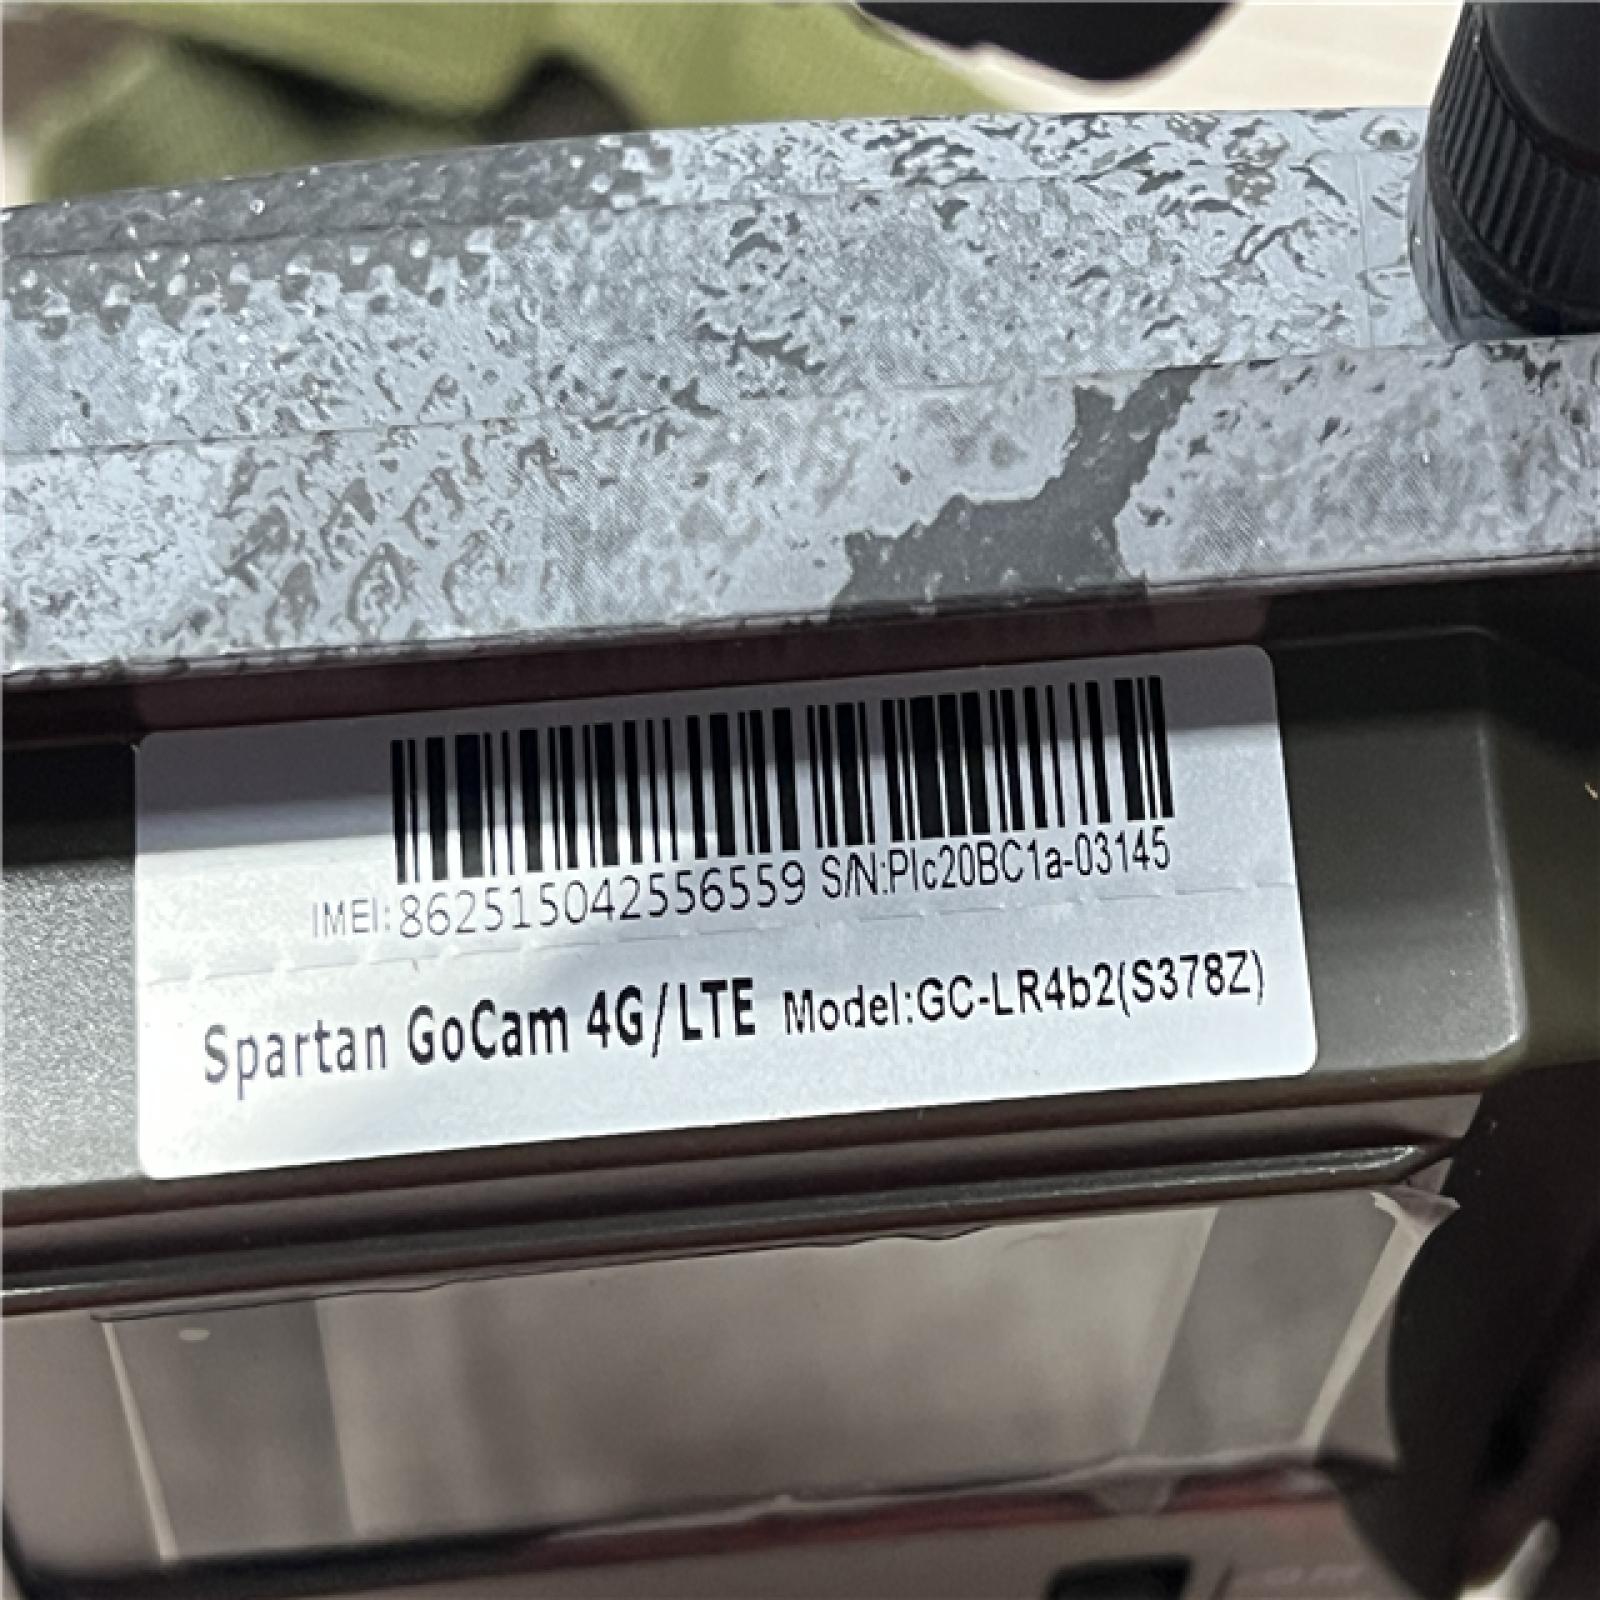 IMEI:862515042556559 S/N:Plc20BC1a-03145
Spartan GoCam 4G/LTE Model:GC-LR4b2(S378Z)